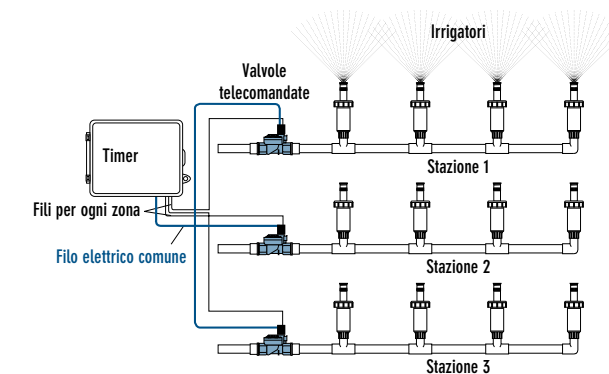 Irrigatori
Valvole
telecomandate
Timer
Stazione 1
Fili per ogni zona
Filo elettrico comune
Stazione 2
Stazione 3